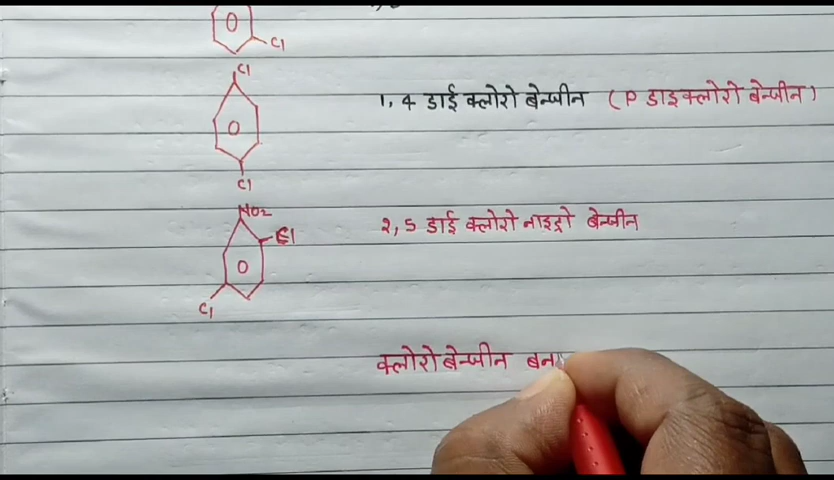 Cl
Cl
1,4 डाई क्लोरो बेन्जीन (P डाइक्लोरो बेन्जीन)
Cl
NO2
Cl
2,5 डाई क्लोरो नाइट्रो बेन्जीन
Cl
क्लोरोबेन्जीन